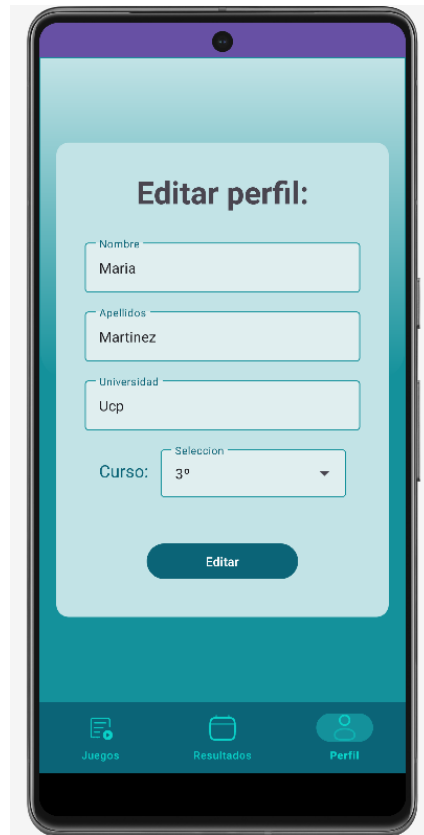 Editar perfil:
Nombre
Maria
Apellidos
Martinez
Universidad
Ucp
Seleccion
Curso: 3º
Editar
Juegos Resultados Perfil